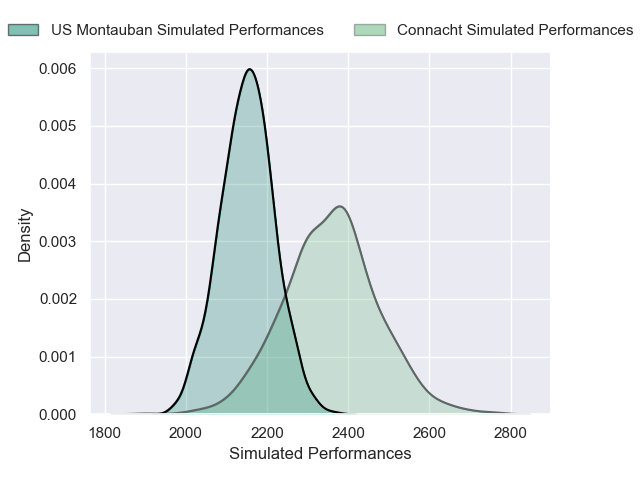 US Montauban Simulated Performances Connacht Simulated Performances
0.006
0.005
0.004
0.003
0.002
0.001
0.000
Density
1800 2000 2200 2400 2600 2800
Simulated Performances